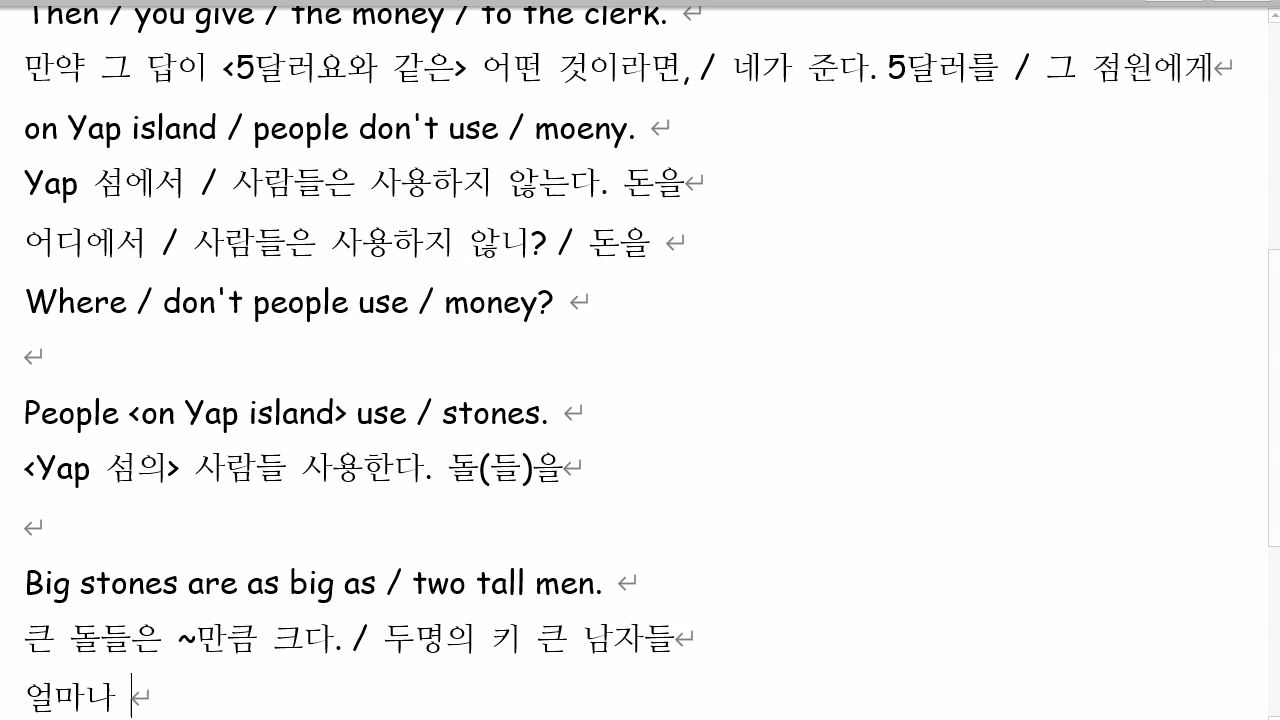 Then / you give / the money / to the clerk. ↵
만약 그 답이 <5달러요와 같은> 어떤 것이라면, / 네가 준다. 5달러를 / 그 점원에게↵
on Yap island / people don't use / moeny. ↵
Yap 섬에서 / 사람들은 사용하지 않는다. 돈을↵
어디에서 / 사람들은 사용하지 않니? / 돈을 ↵
Where / don't people use / money? ↵
↵
People <on Yap island> use / stones. ↵
<Yap 섬의> 사람들 사용한다. 돌(들)을↵
↵
Big stones are as big as / two tall men. ↵
큰 돌들은 ~만큼 크다. / 두명의 키 큰 남자들↵
얼마나 ↵